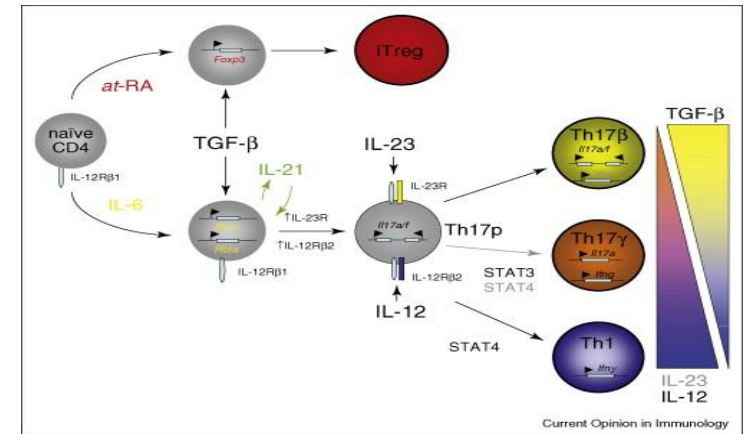 Foxp3
iTreg
at-RA
TGF-β
naïve
CD4
TGF-β
IL-23
Th17β
Il17a/f
IL-12Rβ1
IL-21
IL-6
IL-23R
↑IL-23R
Il17a/f
Th17p
Th17γ
Il17a
↑IL-12Rβ2
Rora
IL-12Rβ1
IL-12Rβ2
STAT3
STAT4
Ifng
IL-12
STAT4
Th1
Ifnγ
IL-23
IL-12
Current Opinion in Immunology